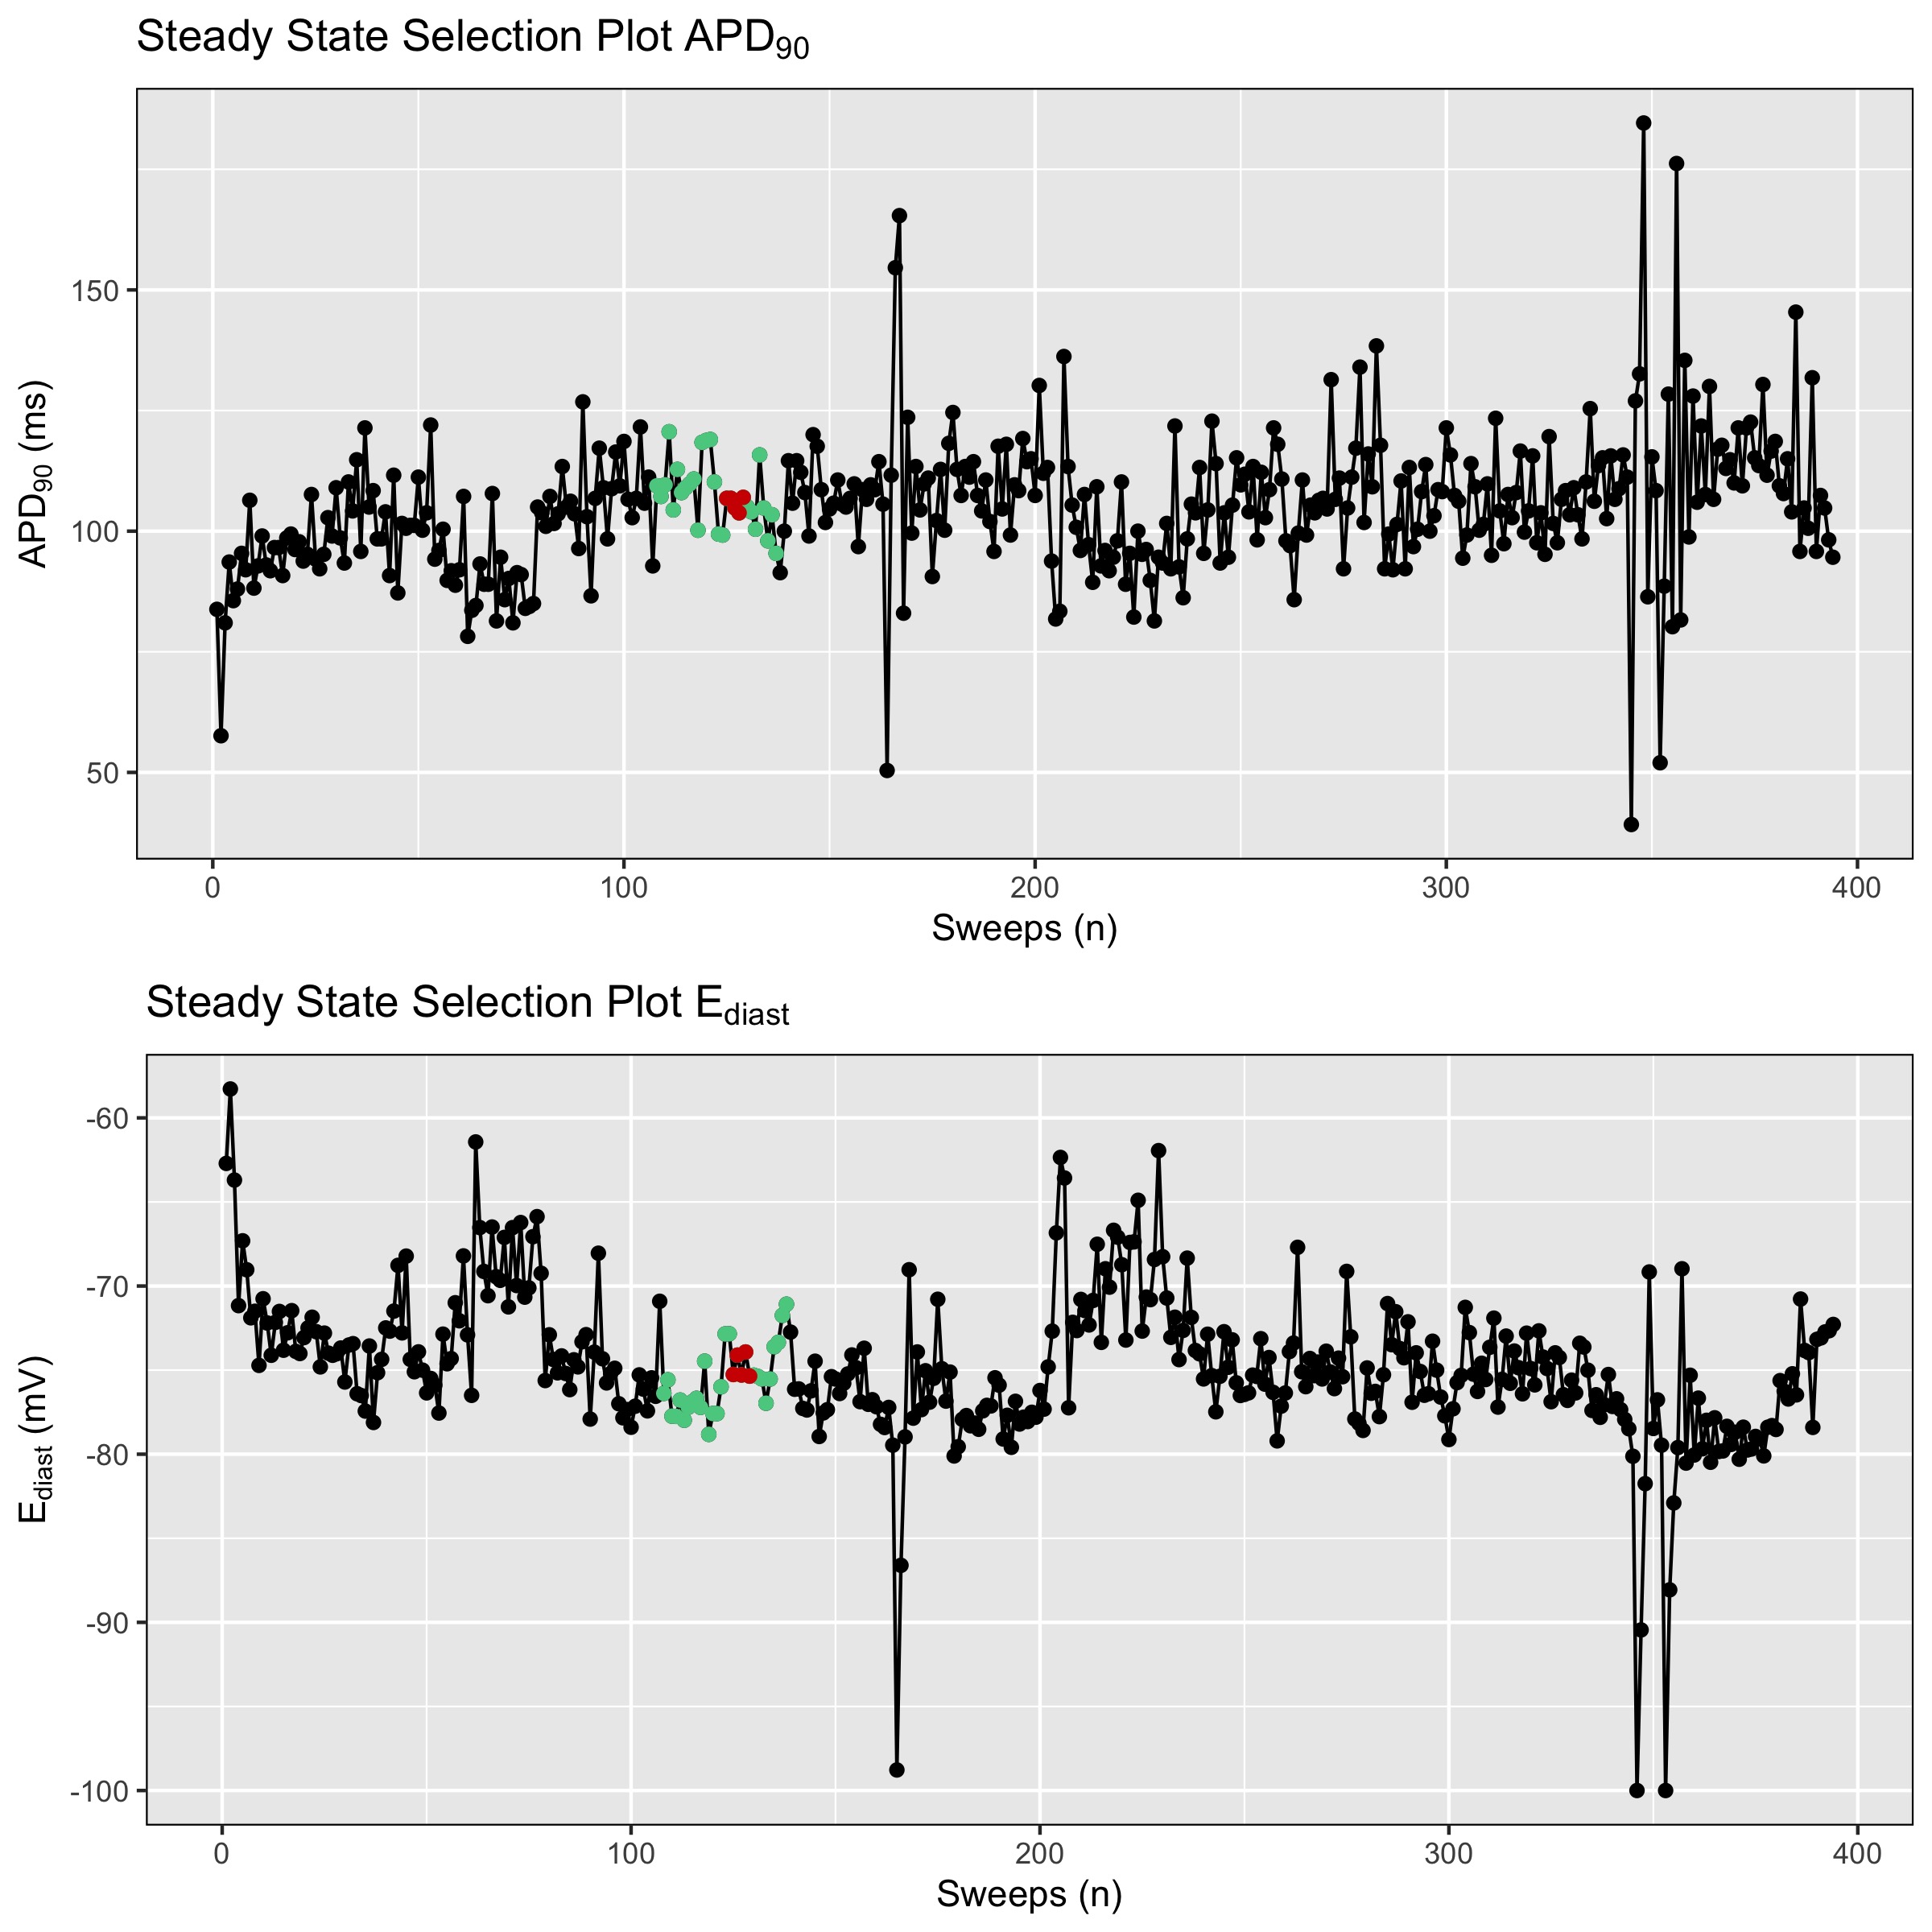 Steady State Selection Plot APD90
APD90 (ms)
150
100
50
0 100 200 300 400
Sweeps (n)
Steady State Selection Plot Ediast
Ediast (mV)
-60
-70
-80
-90
-100
0 100 200 300 400
Sweeps (n)